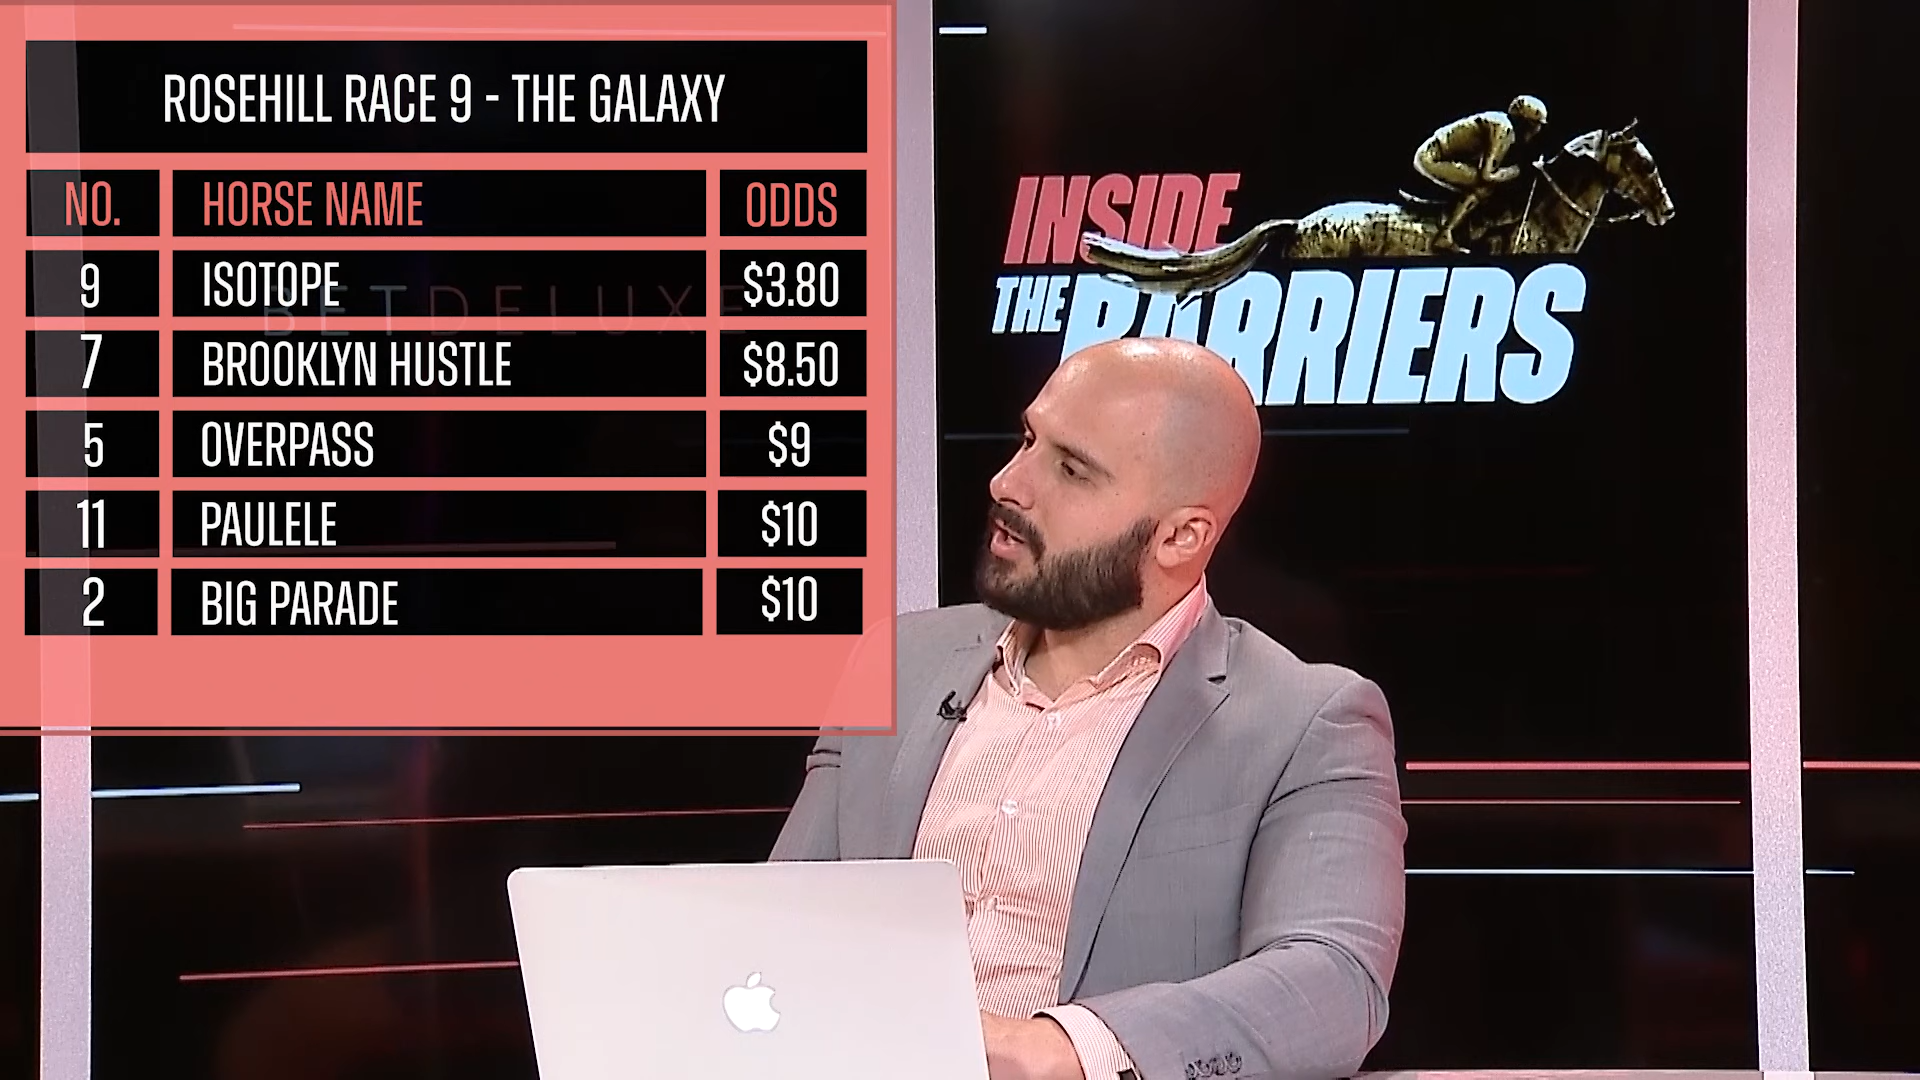 ROSEHILL RACE 9 - THE GALAXY
NO. HORSE NAME ODDS
9 ISOTOPE $3.80
7 BROOKLYN HUSTLE $8.50
5 OVERPASS $9
11 PAULELE $10
2 BIG PARADE $10
BETDELUXE
INSIDE
THE BARRIERS